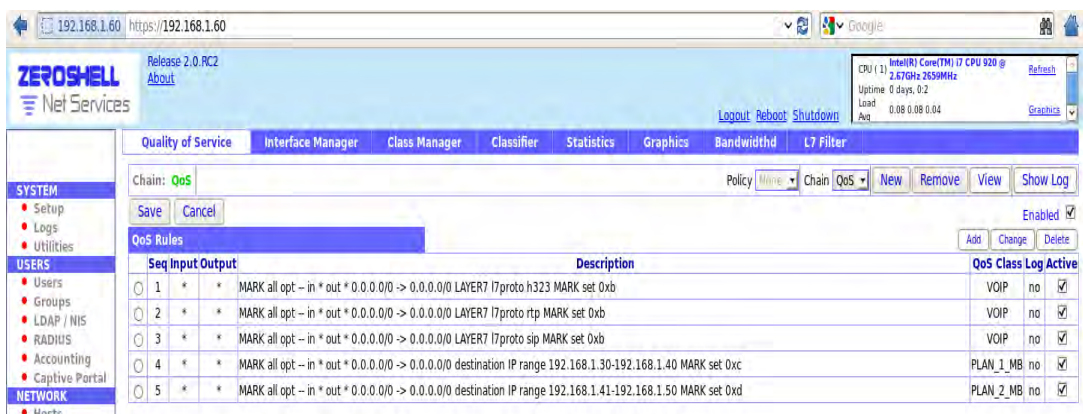 192.168.1.60 https://192.168.1.60 Google
ZEROSHELL
Net Services
Release 2.0.RC2
About
Logout Reboot Shutdown
CPU (1) Intel(R) Core(TM) i7 CPU 920 @ 2.67GHz 2659MHz Refresh
Uptime 0 days, 0:2
Load Avg 0.08 0.08 0.04 Graphics
Quality of Service Interface Manager Class Manager Classifier Statistics Graphics Bandwidthd L7 Filter
Chain: QoS Policy None Chain QoS New Remove View Show Log
Save Cancel Enabled
QoS Rules Add Change Delete
Seq Input Output Description QoS Class Log Active
1 * * MARK all opt -- in * out * 0.0.0.0/0 -> 0.0.0.0/0 LAYER7 l7proto h323 MARK set 0xb VOIP no
2 * * MARK all opt -- in * out * 0.0.0.0/0 -> 0.0.0.0/0 LAYER7 l7proto rtp MARK set 0xb VOIP no
3 * * MARK all opt -- in * out * 0.0.0.0/0 -> 0.0.0.0/0 LAYER7 l7proto sip MARK set 0xb VOIP no
4 * * MARK all opt -- in * out * 0.0.0.0/0 -> 0.0.0.0/0 destination IP range 192.168.1.30-192.168.1.40 MARK set 0xc PLAN_1_MB no
5 * * MARK all opt -- in * out * 0.0.0.0/0 -> 0.0.0.0/0 destination IP range 192.168.1.41-192.168.1.50 MARK set 0xd PLAN_2_MB no
SYSTEM
Setup
Logs
Utilities
USERS
Users
Groups
LDAP / NIS
RADIUS
Accounting
Captive Portal
NETWORK
Hosts